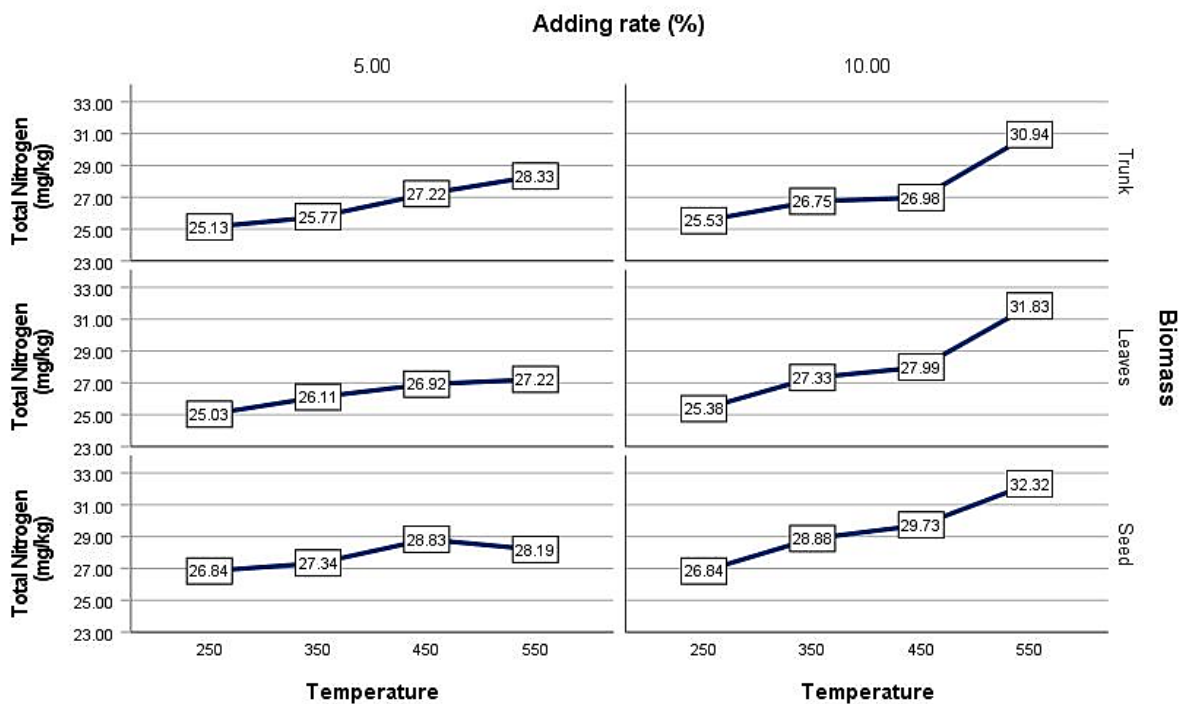 Adding rate (%)
5.00 10.00
Total Nitrogen
(mg/kg)
33.00
31.00
29.00
27.00
25.00
23.00
25.13 25.77 27.22 28.33
25.53 26.75 26.98 30.94
Trunk
Total Nitrogen
(mg/kg)
33.00
31.00
29.00
27.00
25.00
23.00
25.03 26.11 26.92 27.22
25.38 27.33 27.99 31.83
Leaves
Biomass
Total Nitrogen
(mg/kg)
33.00
31.00
29.00
27.00
25.00
23.00
26.84 27.34 28.83 28.19
26.84 28.88 29.73 32.32
Seed
250 350 450 550 250 350 450 550
Temperature Temperature